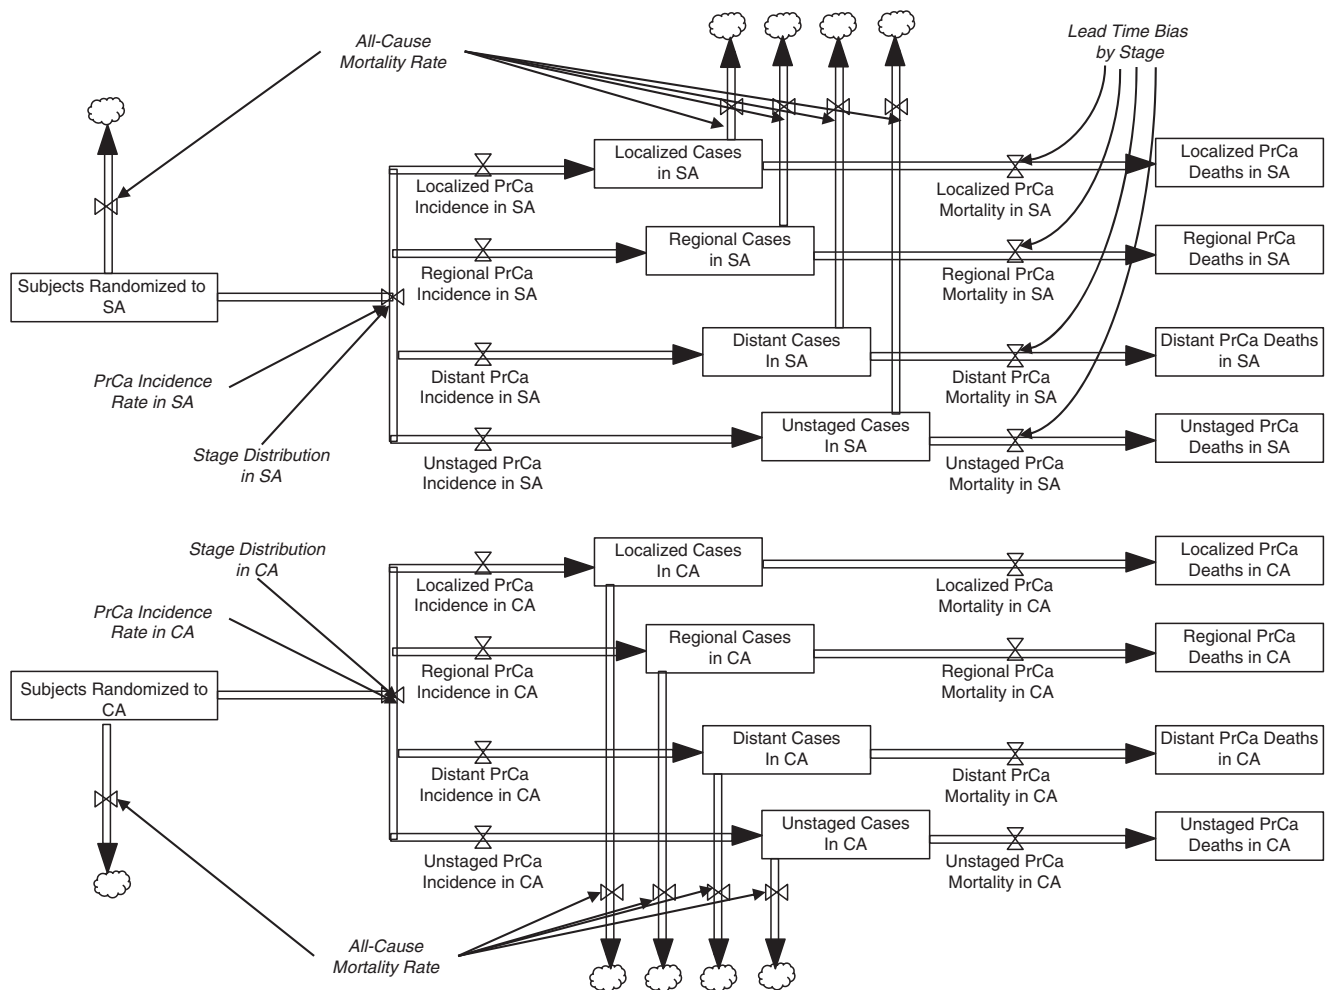 All-Cause
Mortality Rate
Lead Time Bias
by Stage
Localized Cases
in SA
Localized PrCa
Incidence in SA
Localized PrCa
Mortality in SA
Localized PrCa
Deaths in SA
Regional Cases
in SA
Regional PrCa
Incidence in SA
Regional PrCa
Mortality in SA
Regional PrCa
Deaths in SA
Subjects Randomized to
SA
Distant Cases
In SA
Distant PrCa
Incidence in SA
Distant PrCa
Mortality in SA
Distant PrCa Deaths
in SA
PrCa Incidence
Rate in SA
Stage Distribution
in SA
Unstaged Cases
In SA
Unstaged PrCa
Incidence in SA
Unstaged PrCa
Mortality in SA
Unstaged PrCa
Deaths in SA
Stage Distribution
in CA
PrCa Incidence
Rate in CA
Localized Cases
In CA
Localized PrCa
Incidence in CA
Localized PrCa
Mortality in CA
Localized PrCa
Deaths in CA
Regional Cases
in CA
Regional PrCa
Incidence in CA
Regional PrCa
Mortality in CA
Regional PrCa
Deaths in CA
Subjects Randomized to
CA
Distant Cases
In CA
Distant PrCa
Incidence in CA
Distant PrCa
Mortality in CA
Distant PrCa Deaths
in CA
Unstaged Cases
In CA
Unstaged PrCa
Incidence in CA
Unstaged PrCa
Mortality in CA
Unstaged PrCa
Deaths in CA
All-Cause
Mortality Rate